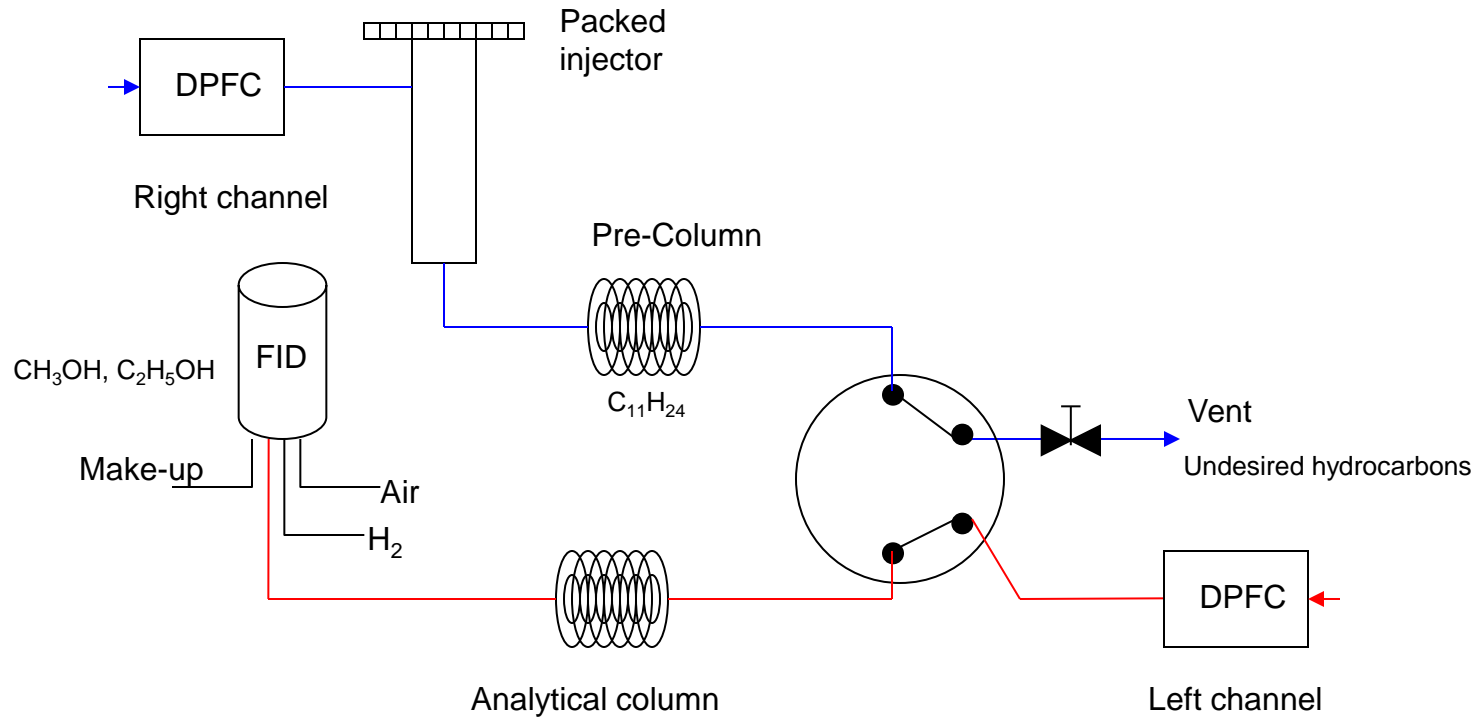 Packed
injector
DPFC
Right channel
Pre-Column
FID
CH₃OH, C₂H₅OH
C₁₁H₂₄
Vent
Undesired hydrocarbons
Make-up
Air
H₂
DPFC
Analytical column
Left channel